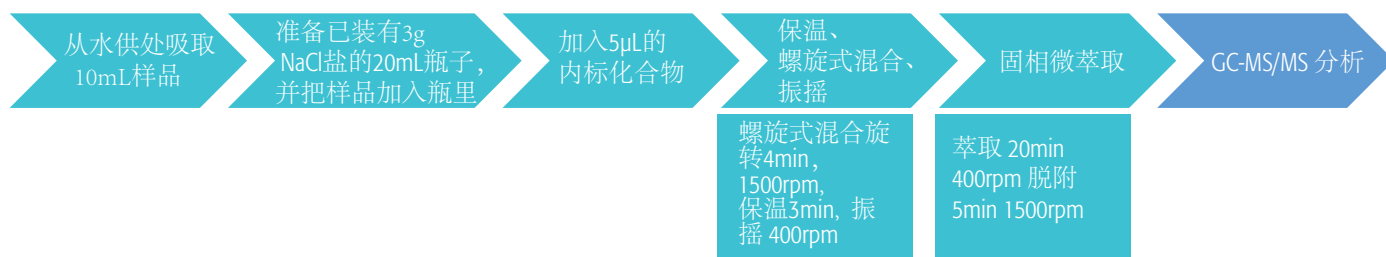 从水供处吸取
10mL样品
准备已装有3g
NaCl盐的20mL瓶子，
并把样品加入瓶里
加入5µL的
内标化合物
保温、
螺旋式混合、
振摇
固相微萃取
GC-MS/MS 分析
螺旋式混合旋
转4min，
1500rpm,
保温3min, 振
摇 400rpm
萃取 20min
400rpm 脱附
5min 1500rpm